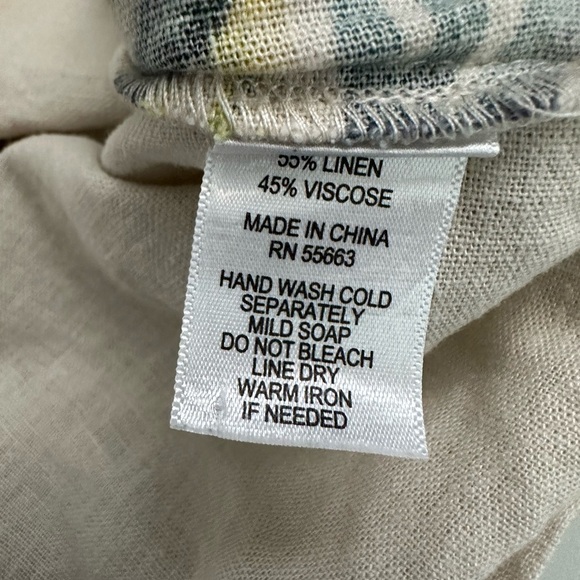 55% LINEN
45% VISCOSE
MADE IN CHINA
RN 55663
HAND WASH COLD
SEPARATELY
MILD SOAP
DO NOT BLEACH
LINE DRY
WARM IRON
IF NEEDED